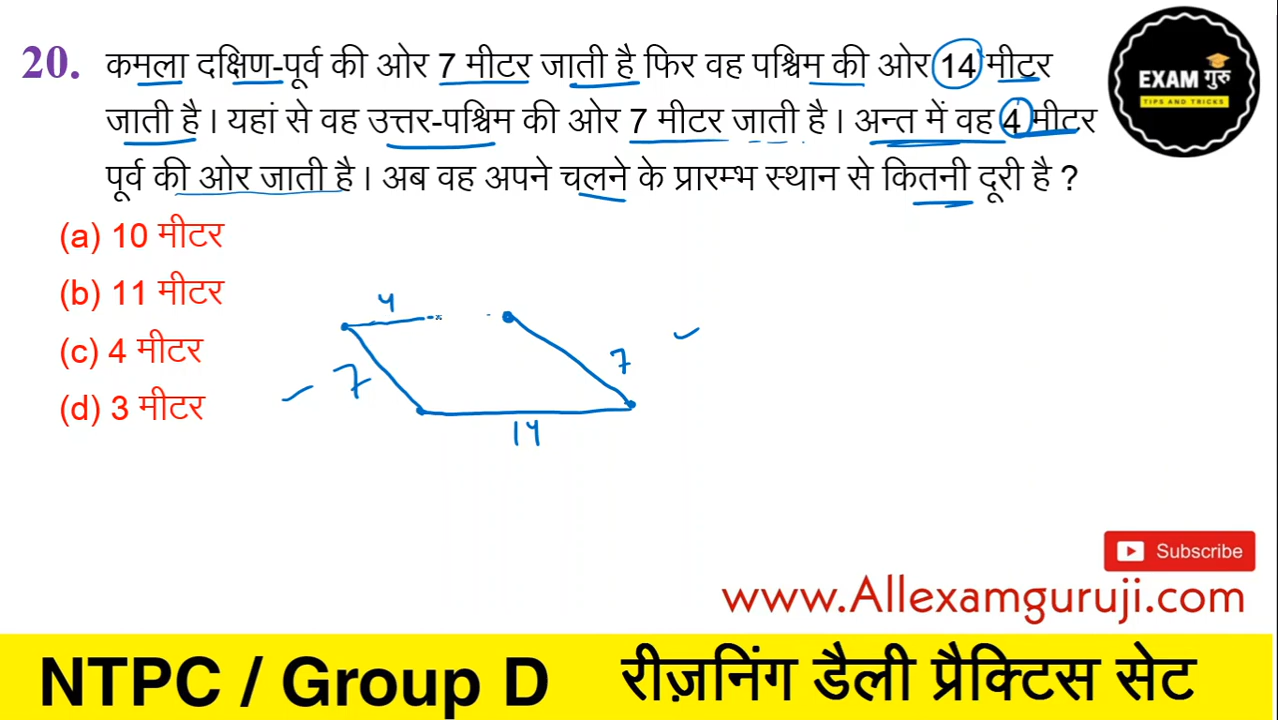 20. कमला दक्षिण-पूर्व की ओर 7 मीटर जाती है फिर वह पश्चिम की ओर 14 मीटर
जाती है। यहां से वह उत्तर-पश्चिम की ओर 7 मीटर जाती है। अन्त में वह 4 मीटर
पूर्व की ओर जाती है। अब वह अपने चलने के प्रारम्भ स्थान से कितनी दूरी है ?
EXAM गुरु
TIPS AND TRICKS
(a) 10 मीटर
(b) 11 मीटर
(c) 4 मीटर
(d) 3 मीटर
4
7
7
14
Subscribe
www.Allexamguruji.com
NTPC / Group D रीज़निंग डैली प्रैक्टिस सेट